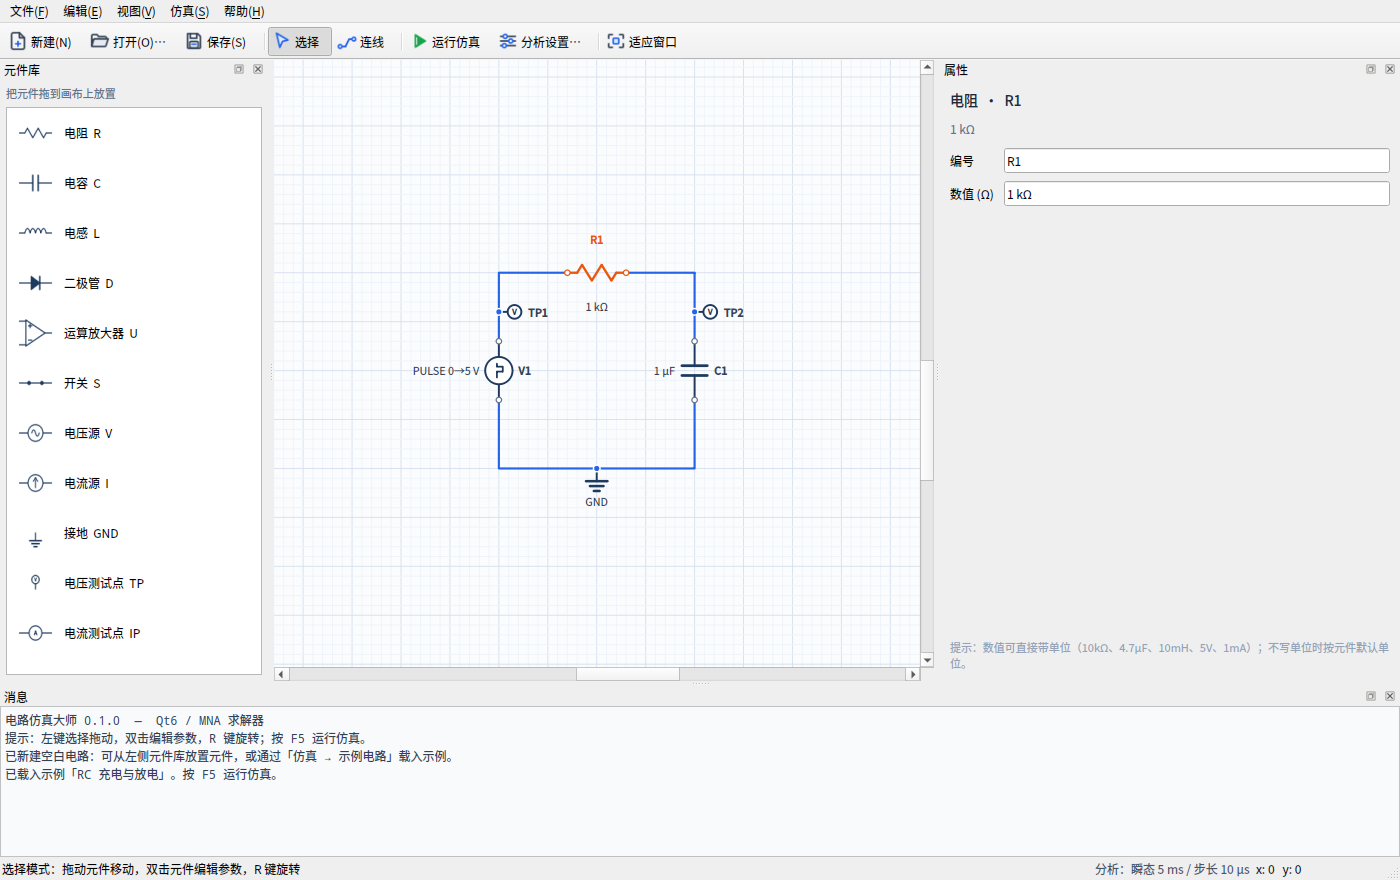 文件(F) 编辑(E) 视图(V) 仿真(S) 帮助(H)
新建(N) 打开(O)··· 保存(S) 选择 连线 运行仿真 分析设置··· 适应窗口
元件库
把元件拖到画布上放置
电阻 R
电容 C
电感 L
二极管 D
运算放大器 U
开关 S
电压源 V
电流源 I
接地 GND
电压测试点 TP
电流测试点 IP
R1
1 kΩ
V TP1
V TP2
PULSE 0→5 V V1
1 µF C1
GND
属性
电阻 · R1
1 kΩ
编号 R1
数值 (Ω) 1 kΩ
提示：数值可直接带单位（10kΩ、4.7µF、10mH、5V、1mA）；不写单位时按元件默认单
位。
消息
电路仿真大师 0.1.0 — Qt6 / MNA 求解器
提示：左键选择拖动，双击编辑参数，R 键旋转；按 F5 运行仿真。
已新建空白电路：可从左侧元件库放置元件，或通过「仿真 → 示例电路」载入示例。
已载入示例「RC 充电与放电」。按 F5 运行仿真。
选择模式：拖动元件移动，双击元件编辑参数，R 键旋转
分析：瞬态 5 ms / 步长 10 µs x: 0 y: 0